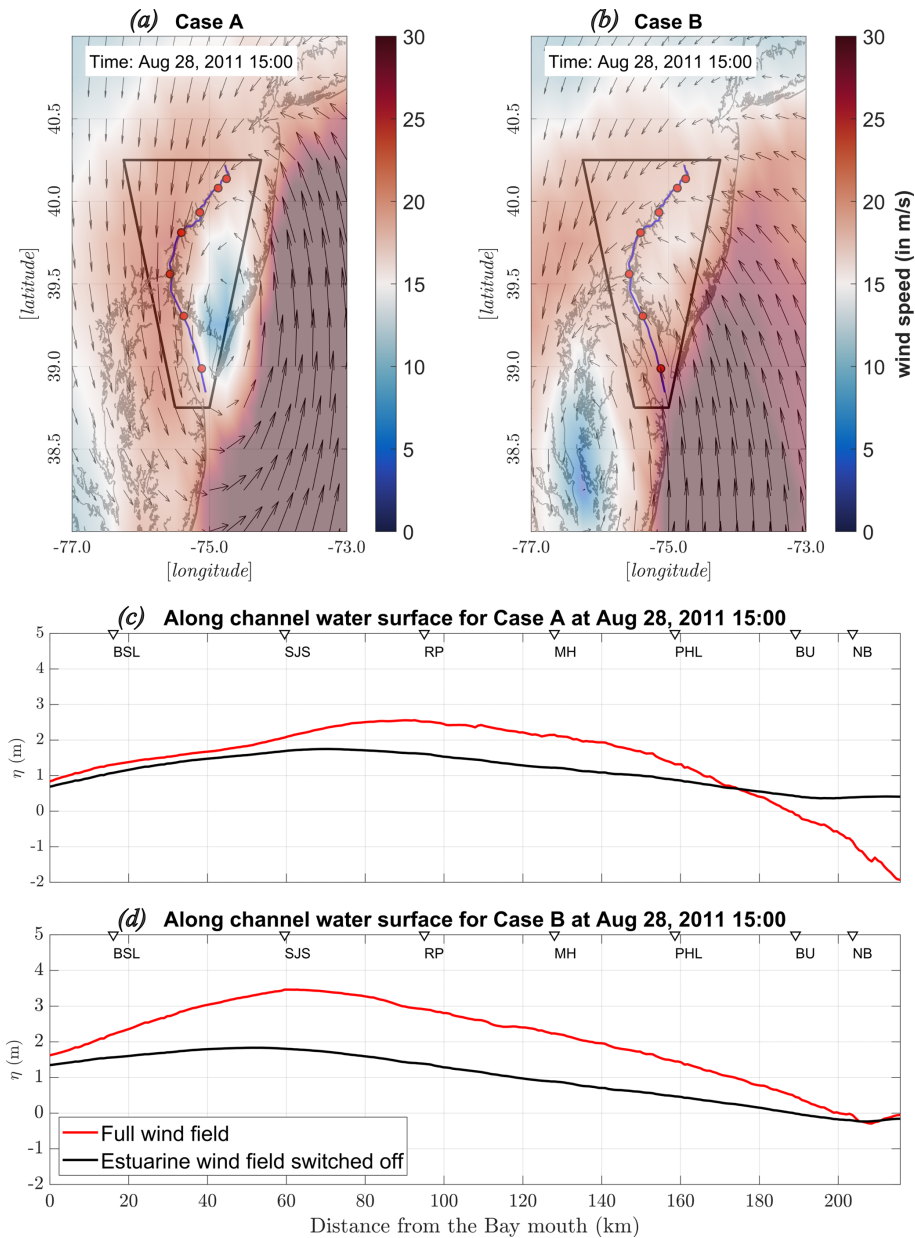 (a) Case A
(b) Case B
Time: Aug 28, 2011 15:00
Time: Aug 28, 2011 15:00
40.5
40.0
39.5
39.0
38.5
[latitude]
-77.0 -75.0 -73.0
[longitude]
30
25
20
15
10
5
0
40.5
40.0
39.5
39.0
38.5
[latitude]
-77.0 -75.0 -73.0
[longitude]
30
25
20
15
10
5
0
wind speed (in m/s)
(c) Along channel water surface for Case A at Aug 28, 2011 15:00
5
4
3
2
1
0
-1
-2
η (m)
BSL SJS RP MH PHL BU NB
(d) Along channel water surface for Case B at Aug 28, 2011 15:00
5
4
3
2
1
0
-1
-2
η (m)
BSL SJS RP MH PHL BU NB
Full wind field
Estuarine wind field switched off
0 20 40 60 80 100 120 140 160 180 200
Distance from the Bay mouth (km)